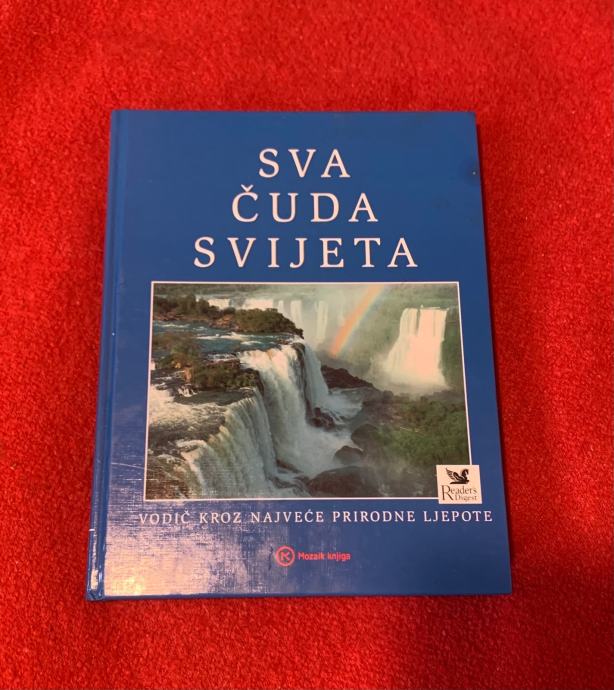 SVA
ČUDA
SVIJETA
Reader's
Digest
VODIČ KROZ NAJVEĆE PRIRODNE LJEPOTE
Mozaik knjiga